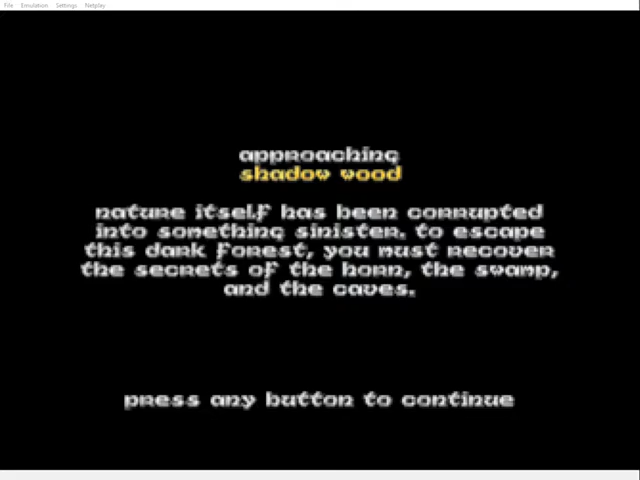 File Emulation Settings Netplay
approaching
shadow wood
nature itself has been corrupted
into something sinister. to escape
this dark forest, you must recover
the secrets of the horn, the swamp,
and the caves.
press any button to continue